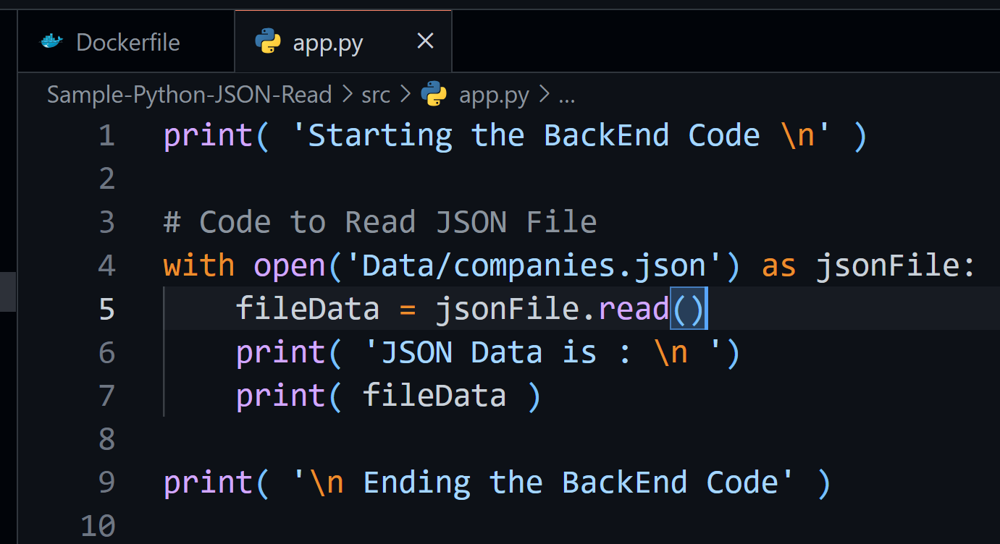 Dockerfile app.py
Sample-Python-JSON-Read > src > app.py > ...
1 print( 'Starting the BackEnd Code \n' )
2
3 # Code to Read JSON File
4 with open('Data/companies.json') as jsonFile:
5     fileData = jsonFile.read()
6     print( 'JSON Data is : \n ')
7     print( fileData )
8
9 print( '\n Ending the BackEnd Code' )
10